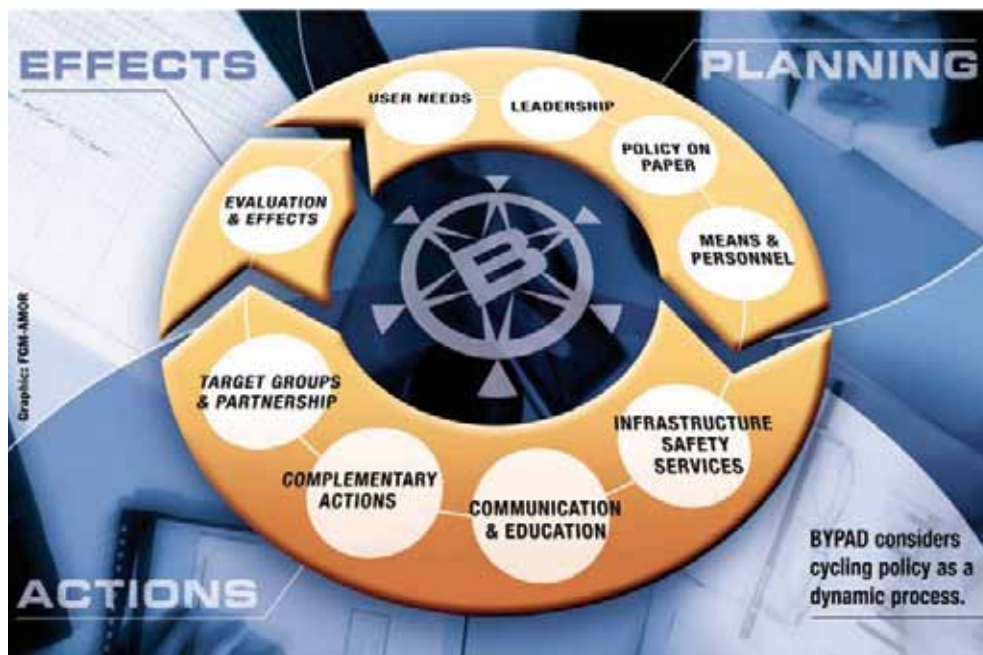 EFFECTS
PLANNING
USER NEEDS
LEADERSHIP
POLICY ON
PAPER
MEANS &
PERSONNEL
EVALUATION
& EFFECTS
B
TARGET GROUPS
& PARTNERSHIP
COMPLEMENTARY
ACTIONS
COMMUNICATION
& EDUCATION
INFRASTRUCTURE
SAFETY
SERVICES
ACTIONS
BYPAD considers
cycling policy as a
dynamic process.
Graphic: FGM-AMOR